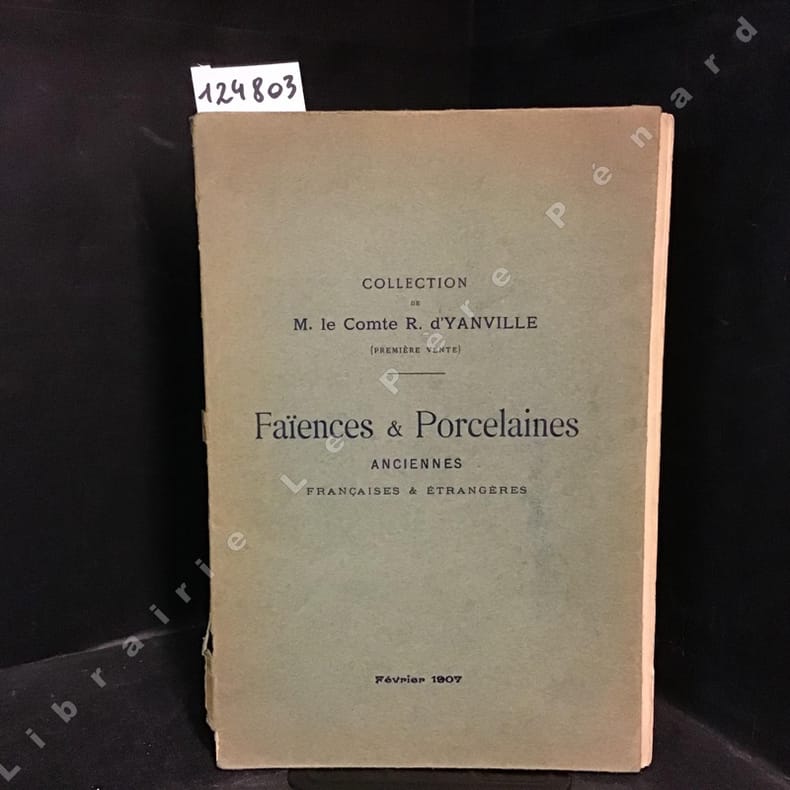 124803
COLLECTION
DE
M. le Comte R. d'YANVILLE
(PREMIÈRE VENTE)
Faïences & Porcelaines
ANCIENNES
FRANÇAISES & ÉTRANGÈRES
Février 1907
Librairie Le Père Pénard